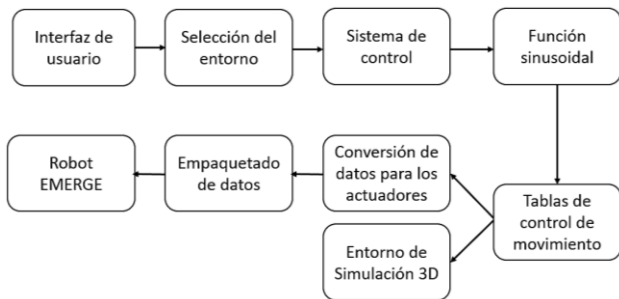 Interfaz de
usuario
Selección del
entorno
Sistema de
control
Función
sinusoidal
Robot
EMERGE
Empaquetado
de datos
Conversión de
datos para los
actuadores
Tablas de
control de
movimiento
Entorno de
Simulación 3D